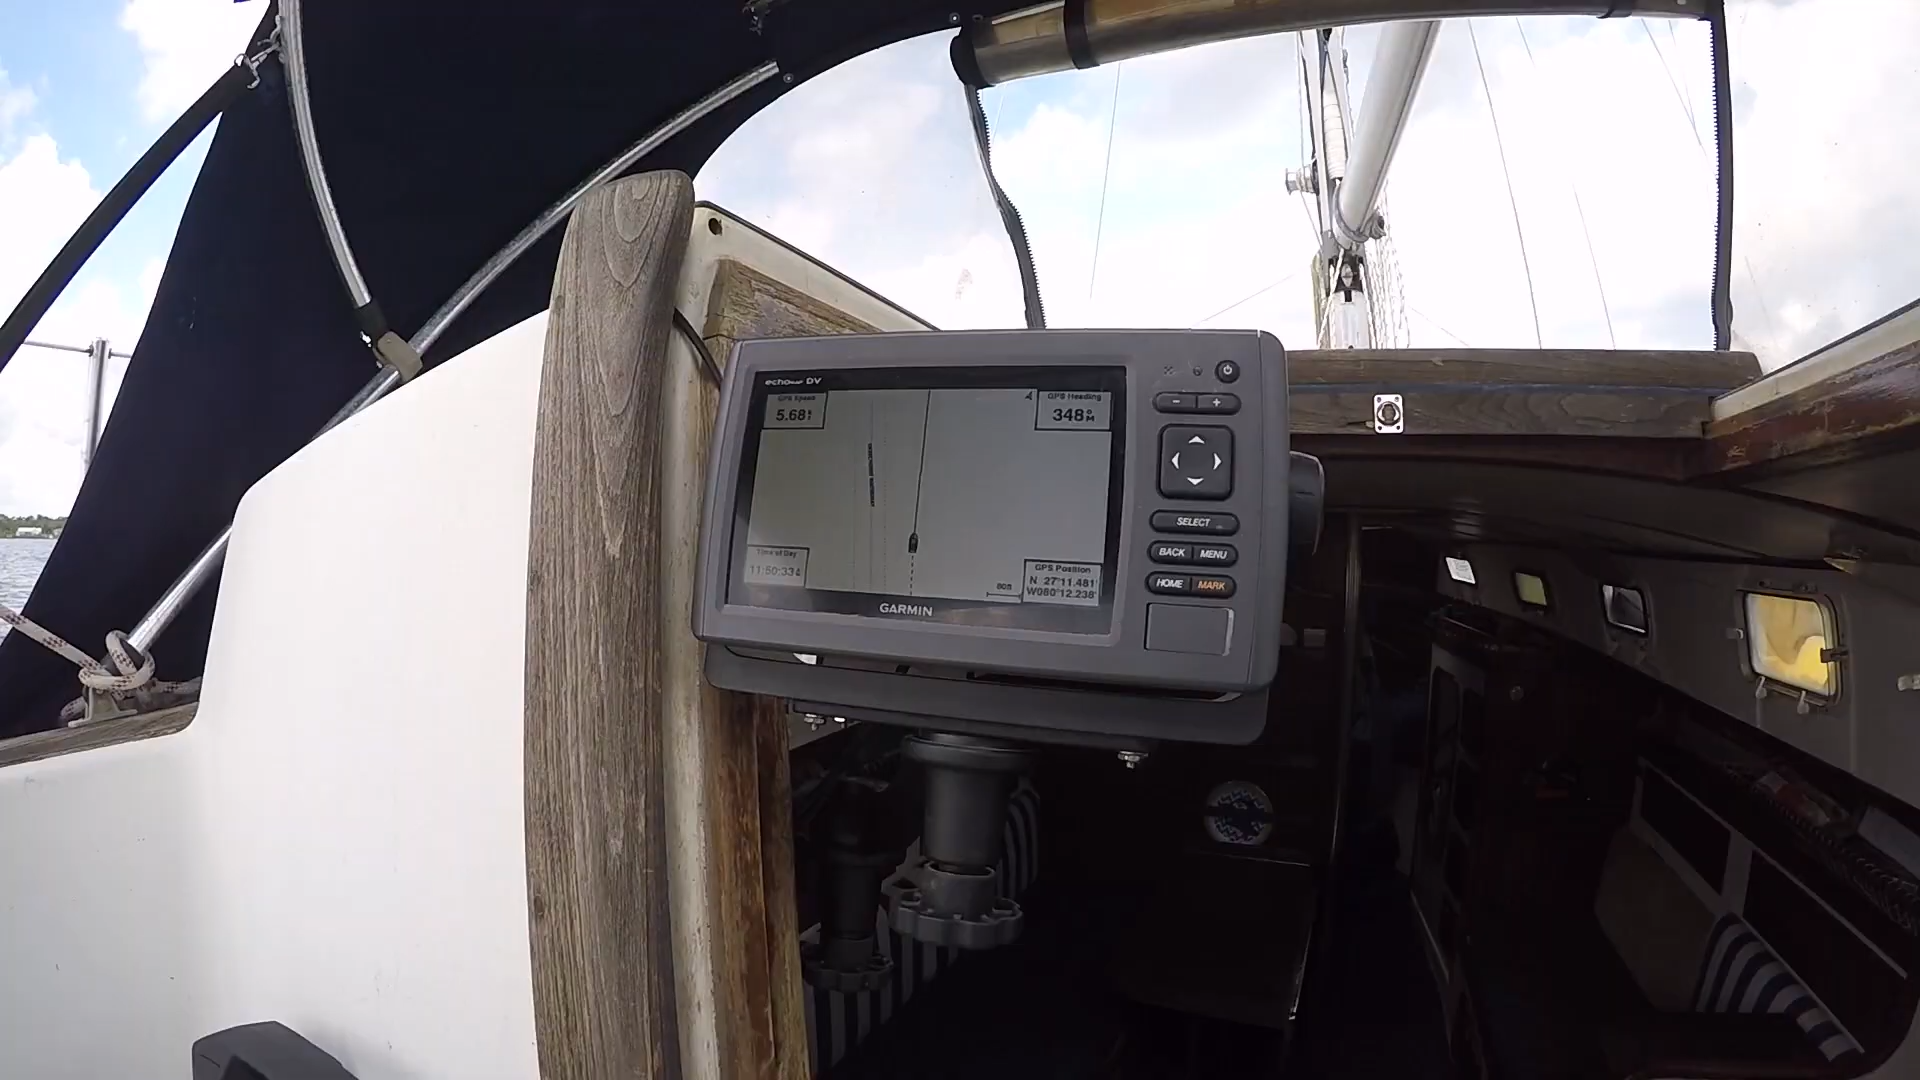 echoMAP DV
GPS Speed
5.68
GPS Heading
348
Time of Day
11:50:33
GPS Position
N 27°11.481'
W080°12.238'
80ft
GARMIN
- +
SELECT
BACK MENU
HOME MARK